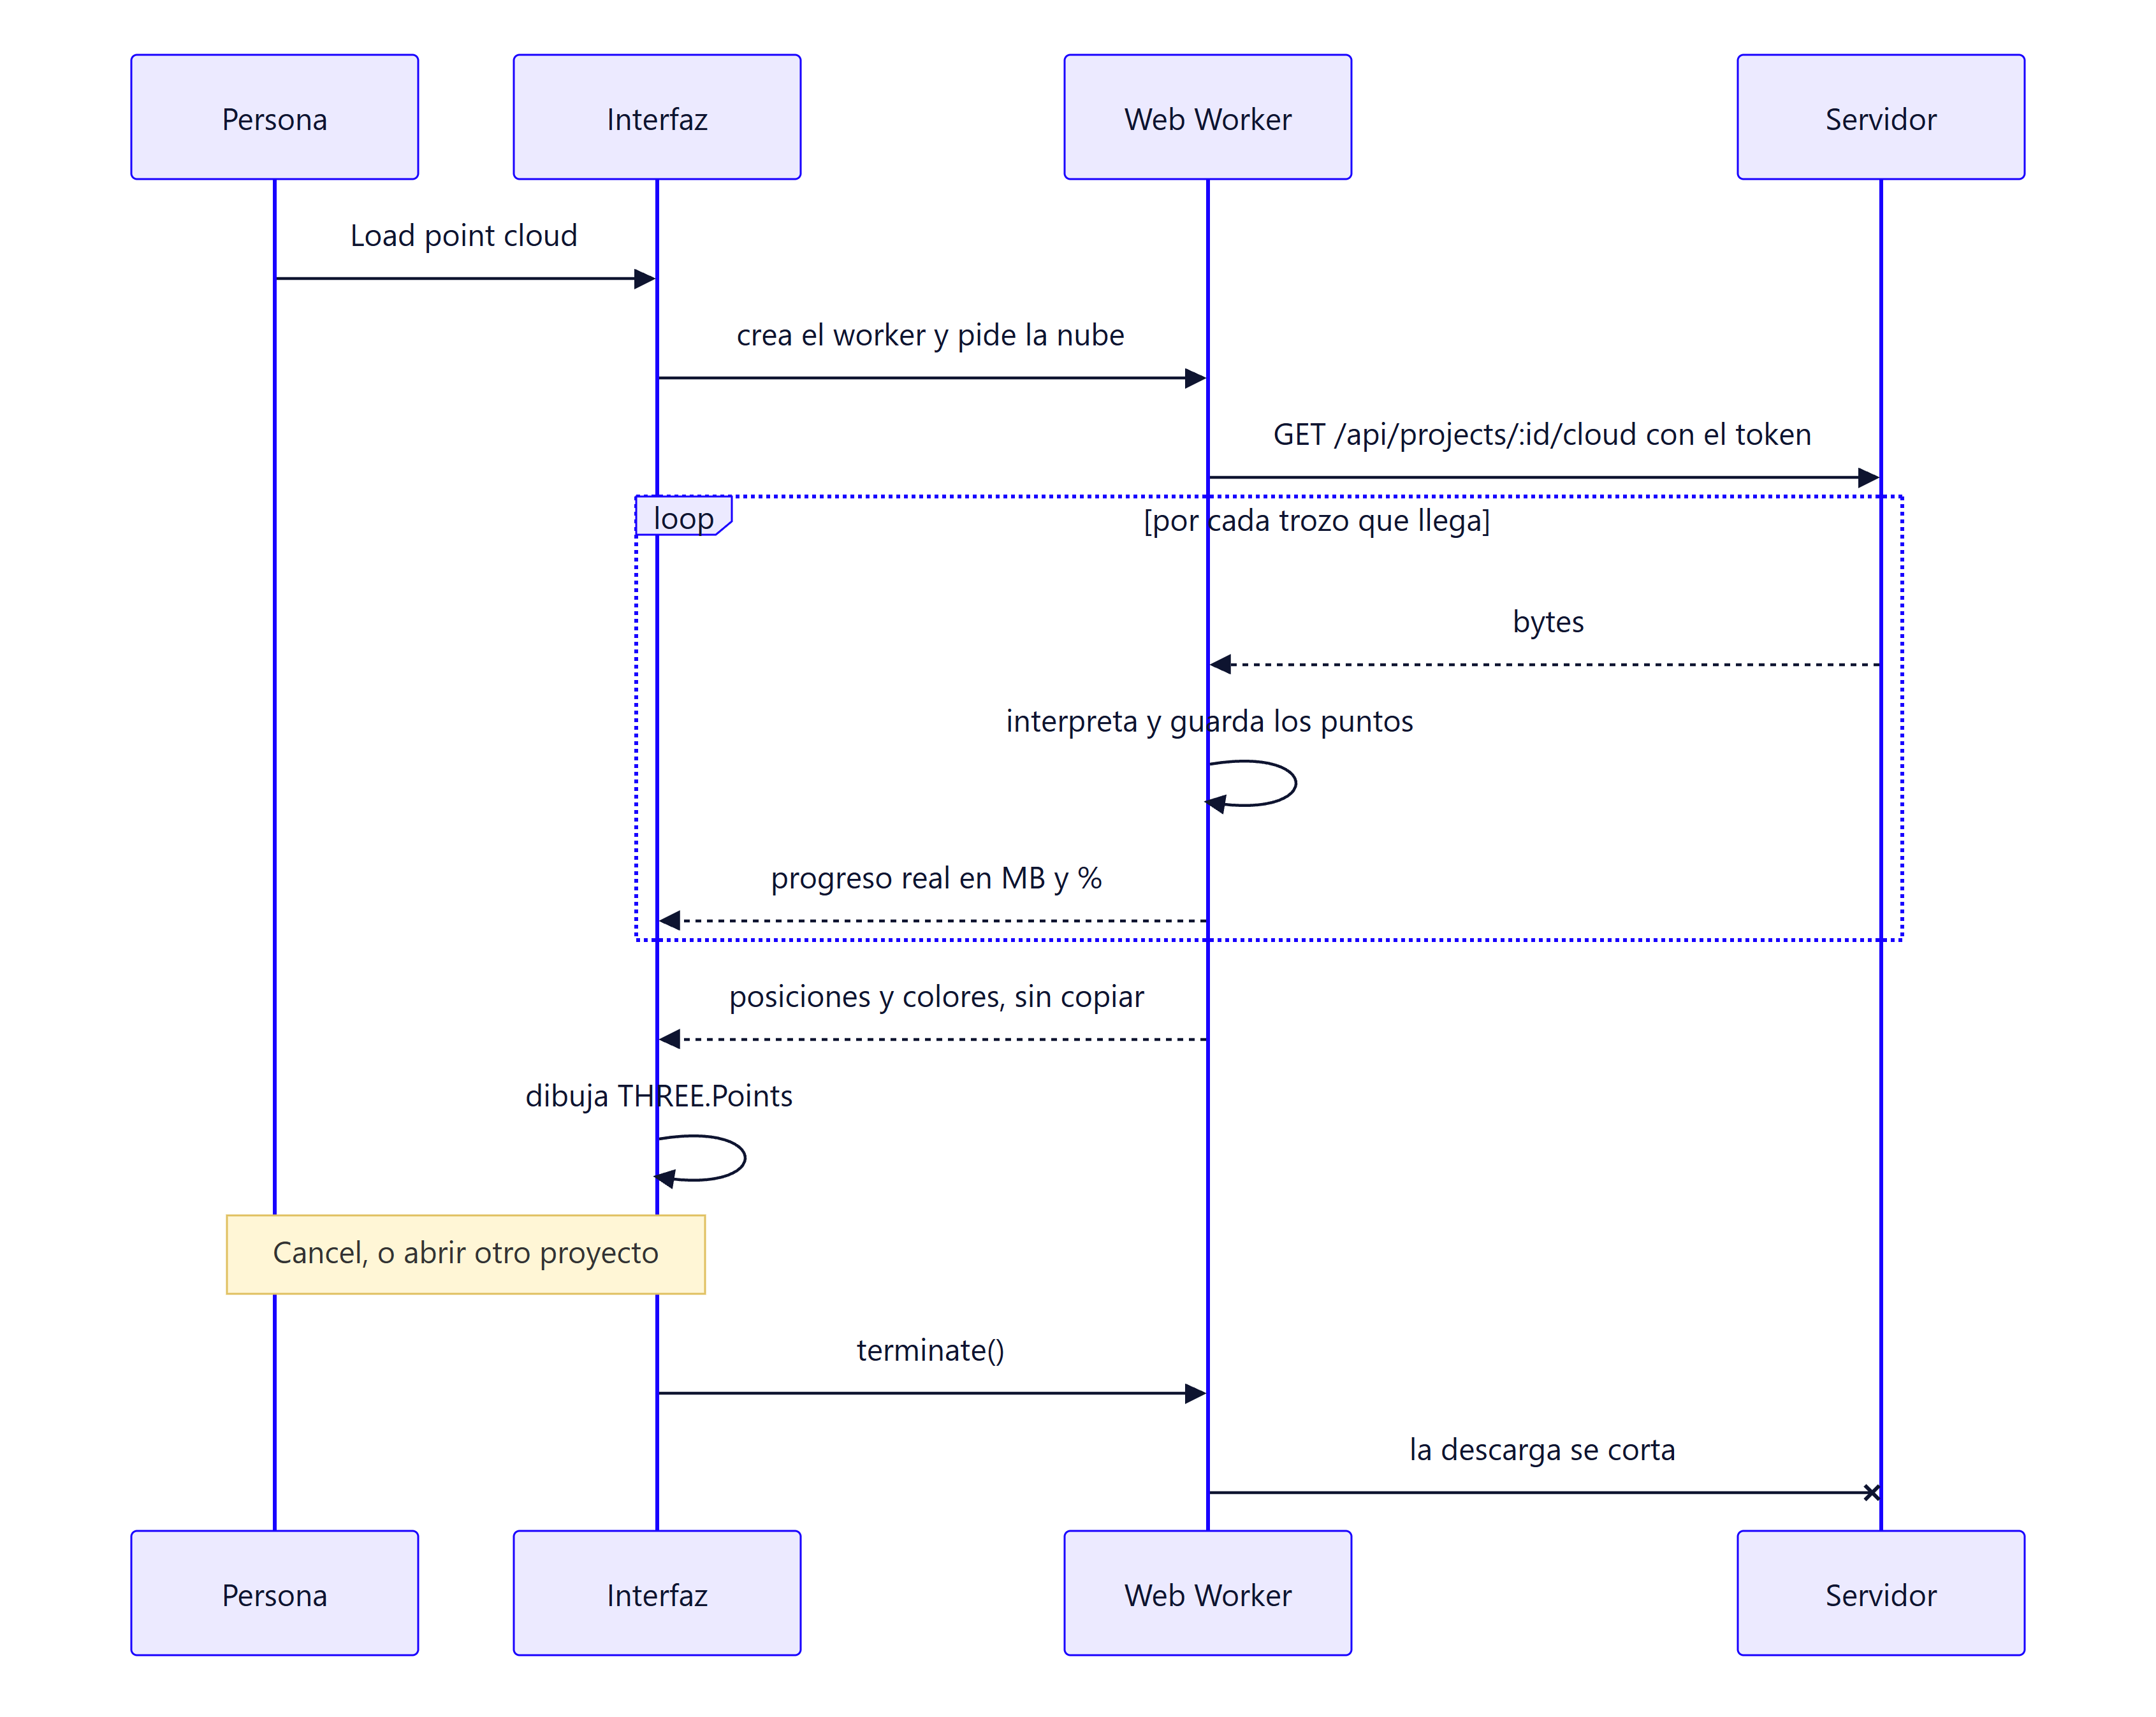 Persona
Interfaz
Web Worker
Servidor
Load point cloud
crea el worker y pide la nube
GET /api/projects/:id/cloud con el token
loop
[por cada trozo que llega]
bytes
interpreta y guarda los puntos
progreso real en MB y %
posiciones y colores, sin copiar
dibuja THREE.Points
Cancel, o abrir otro proyecto
terminate()
la descarga se corta
Persona
Interfaz
Web Worker
Servidor